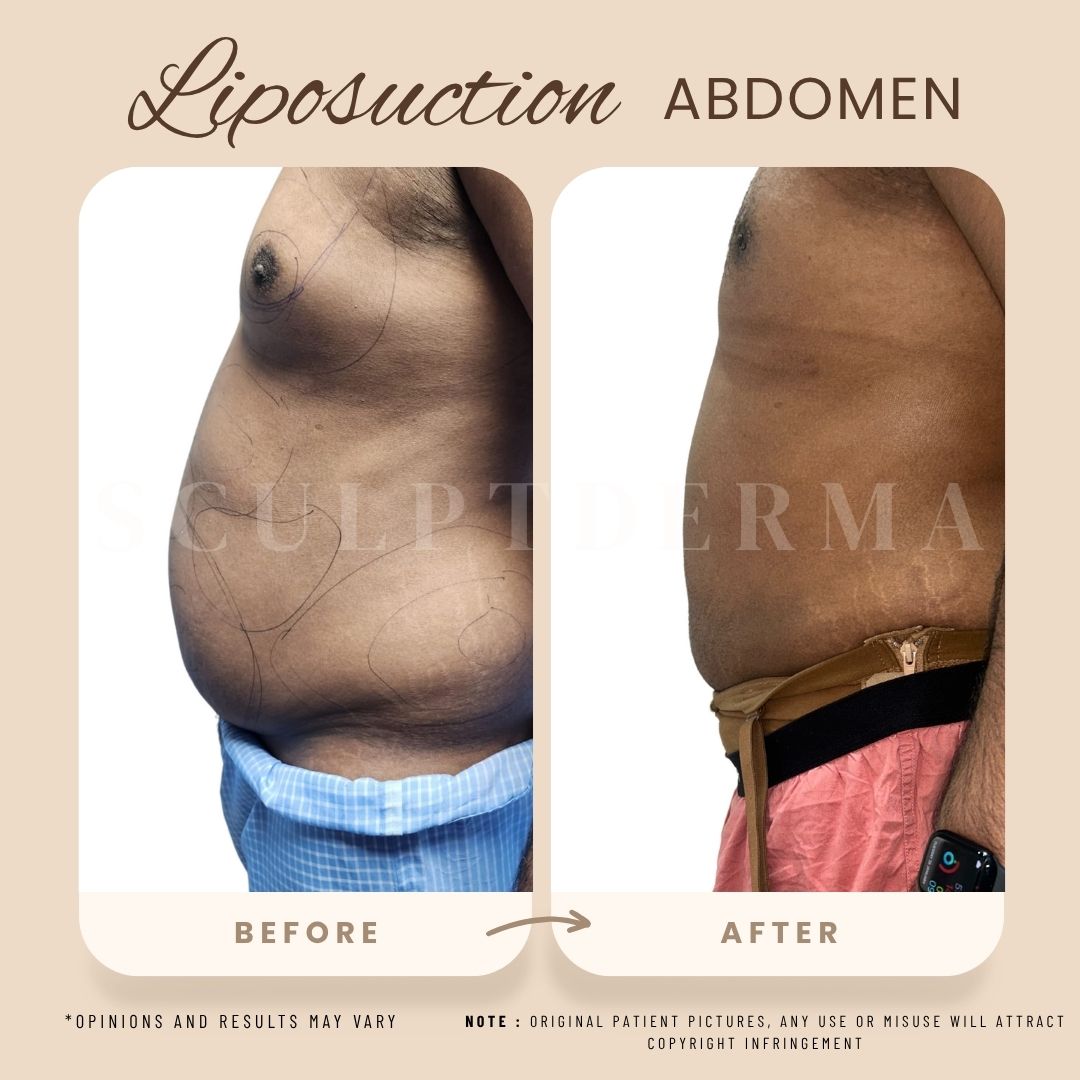 Liposuction ABDOMEN
SCULPTDERMA
BEFORE
AFTER
*OPINIONS AND RESULTS MAY VARY
NOTE : ORIGINAL PATIENT PICTURES, ANY USE OR MISUSE WILL ATTRACT
COPYRIGHT INFRINGEMENT